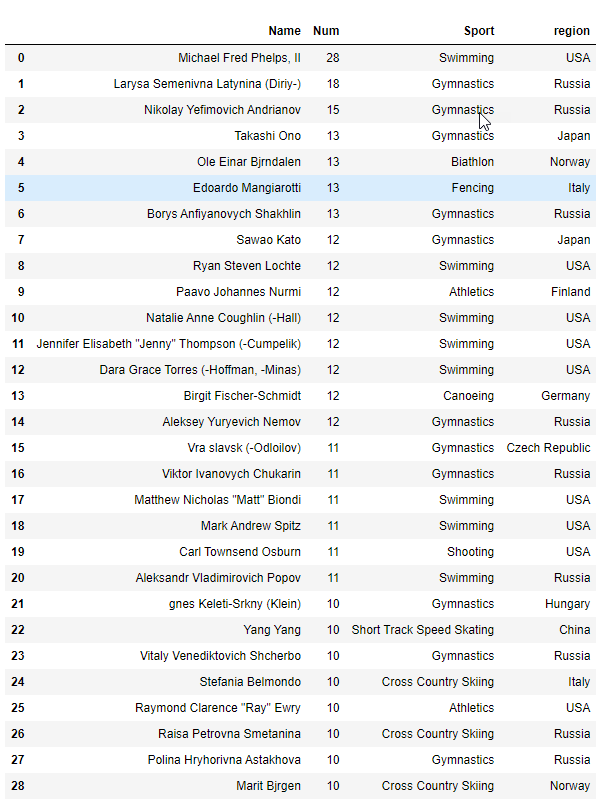 Name Num Sport region
0 Michael Fred Phelps, II 28 Swimming USA
1 Larysa Semenivna Latynina (Diriy-) 18 Gymnastics Russia
2 Nikolay Yefimovich Andrianov 15 Gymnastics Russia
3 Takashi Ono 13 Gymnastics Japan
4 Ole Einar Bjrndalen 13 Biathlon Norway
5 Edoardo Mangiarotti 13 Fencing Italy
6 Borys Anfiyanovych Shakhlin 13 Gymnastics Russia
7 Sawao Kato 12 Gymnastics Japan
8 Ryan Steven Lochte 12 Swimming USA
9 Paavo Johannes Nurmi 12 Athletics Finland
10 Natalie Anne Coughlin (-Hall) 12 Swimming USA
11 Jennifer Elisabeth "Jenny" Thompson (-Cumpelik) 12 Swimming USA
12 Dara Grace Torres (-Hoffman, -Minas) 12 Swimming USA
13 Birgit Fischer-Schmidt 12 Canoeing Germany
14 Aleksey Yuryevich Nemov 12 Gymnastics Russia
15 Vra slavsk (-Odloilov) 11 Gymnastics Czech Republic
16 Viktor Ivanovych Chukarin 11 Gymnastics Russia
17 Matthew Nicholas "Matt" Biondi 11 Swimming USA
18 Mark Andrew Spitz 11 Swimming USA
19 Carl Townsend Osburn 11 Shooting USA
20 Aleksandr Vladimirovich Popov 11 Swimming Russia
21 gnes Keleti-Srkny (Klein) 10 Gymnastics Hungary
22 Yang Yang 10 Short Track Speed Skating China
23 Vitaly Venediktovich Shcherbo 10 Gymnastics Russia
24 Stefania Belmondo 10 Cross Country Skiing Italy
25 Raymond Clarence "Ray" Ewry 10 Athletics USA
26 Raisa Petrovna Smetanina 10 Cross Country Skiing Russia
27 Polina Hryhorivna Astakhova 10 Gymnastics Russia
28 Marit Bjrgen 10 Cross Country Skiing Norway